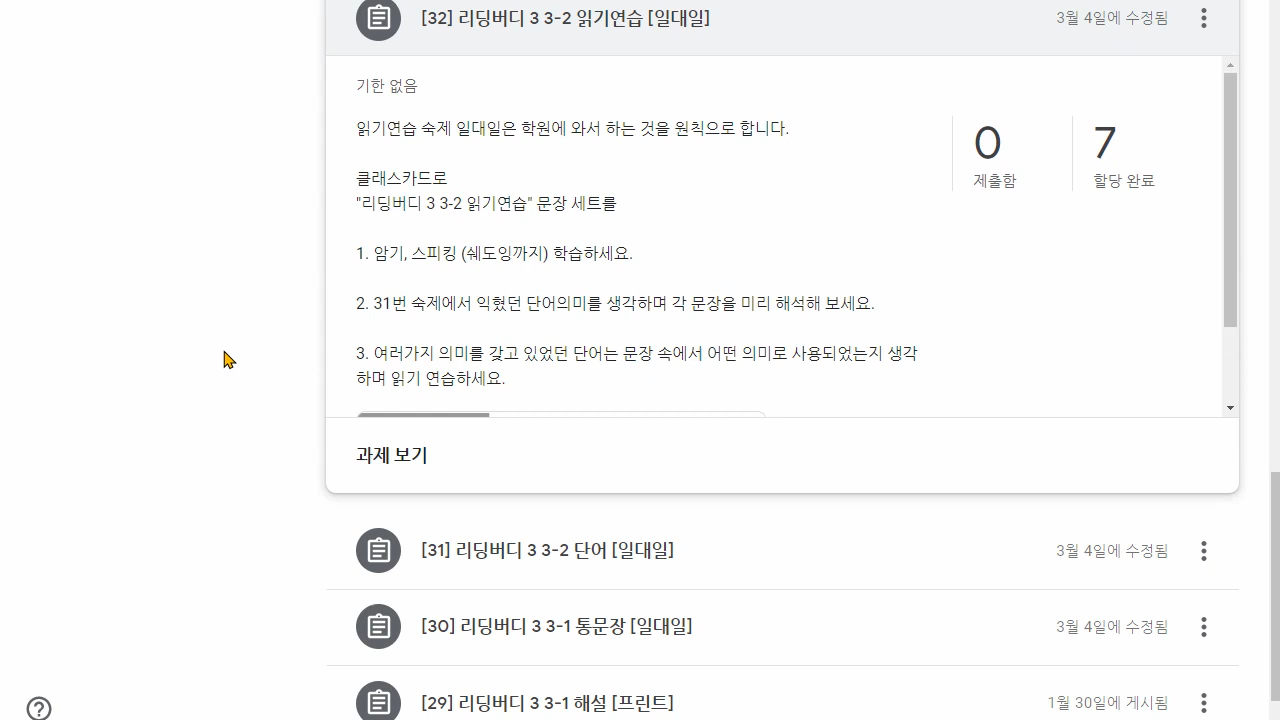 [32] 리딩버디 3 3-2 읽기연습 [일대일]
3월 4일에 수정됨
기한 없음
읽기연습 숙제 일대일은 학원에 와서 하는 것을 원칙으로 합니다.
0
제출함
7
할당 완료
클래스카드로
"리딩버디 3 3-2 읽기연습" 문장 세트를
1. 암기, 스피킹 (쉐도잉까지) 학습하세요.
2. 31번 숙제에서 익혔던 단어의미를 생각하며 각 문장을 미리 해석해 보세요.
3. 여러가지 의미를 갖고 있었던 단어는 문장 속에서 어떤 의미로 사용되었는지 생각
하며 읽기 연습하세요.
과제 보기
[31] 리딩버디 3 3-2 단어 [일대일]
3월 4일에 수정됨
[30] 리딩버디 3 3-1 통문장 [일대일]
3월 4일에 수정됨
[29] 리딩버디 3 3-1 해설 [프린트]
1월 30일에 게시됨